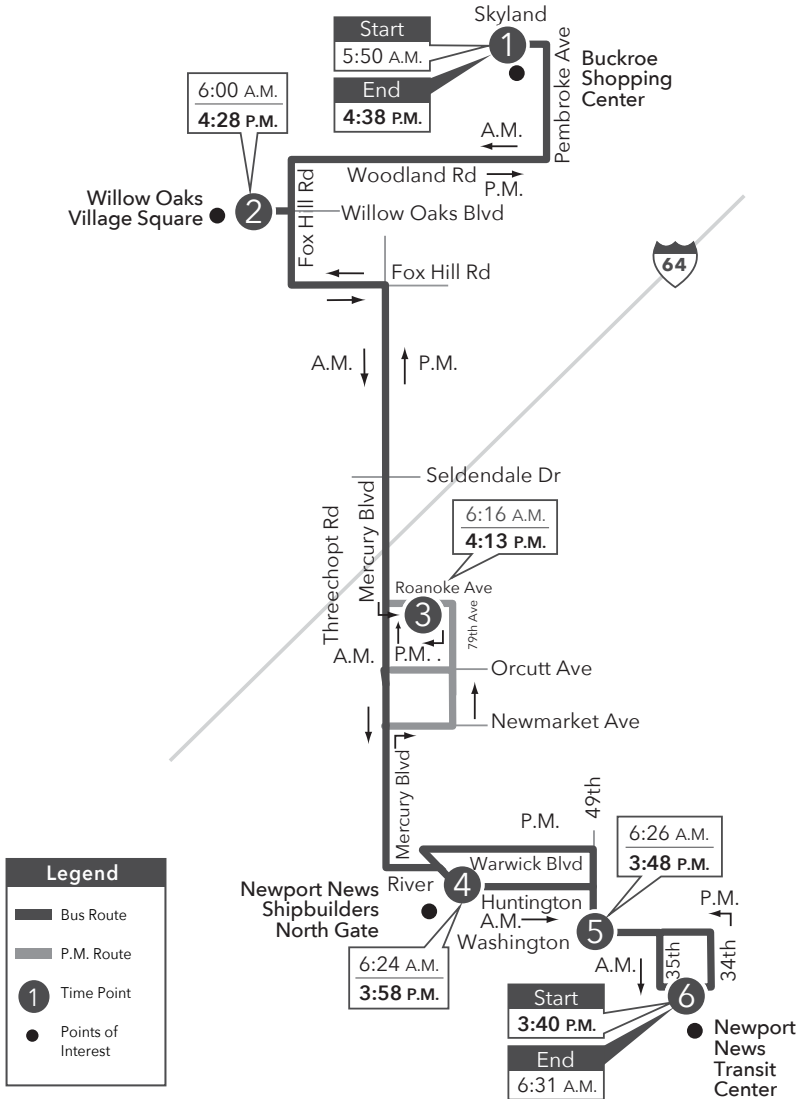 Skyland
Start
5:50 A.M.
1
End
4:38 P.M.
Buckroe
Shopping
Center
Pembroke Ave
6:00 A.M.
4:28 P.M.
A.M.
Woodland Rd
P.M.
Willow Oaks
Village Square
2
Fox Hill Rd
Willow Oaks Blvd
Fox Hill Rd
64
A.M.
P.M.
Seldendale Dr
Threechopt Rd
Mercury Blvd
6:16 A.M.
4:13 P.M.
Roanoke Ave
3
79th Ave
A.M.
P.M. .
Orcutt Ave
Newmarket Ave
Mercury Blvd
49th
P.M.
6:26 A.M.
3:48 P.M.
Warwick Blvd
River
4
Newport News
Shipbuilders
North Gate
Huntington
A.M.
Washington
5
P.M.
6:24 A.M.
3:58 P.M.
A.M.
35th
34th
Start
3:40 P.M.
6
End
6:31 A.M.
Newport
News
Transit
Center
Legend
Bus Route
P.M. Route
1
Time Point
Points of
Interest